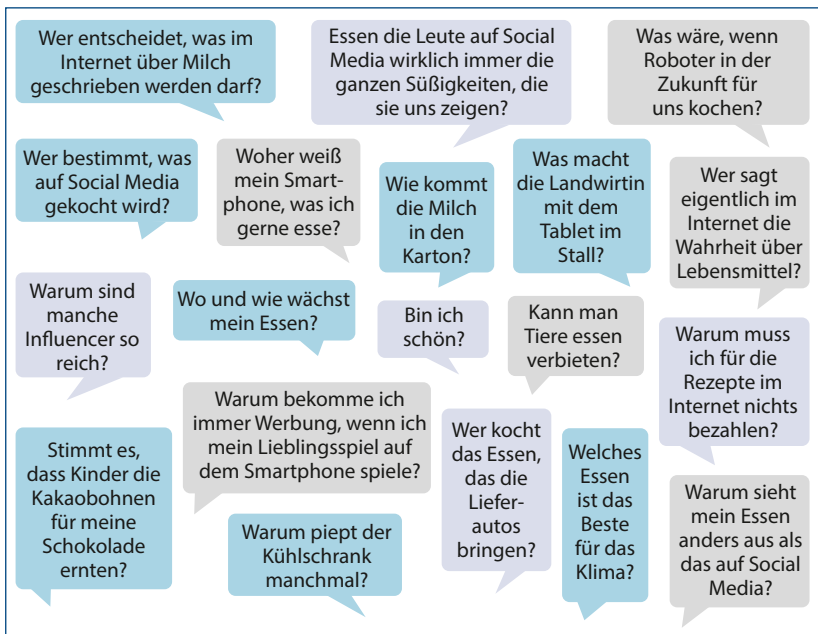 Wer entscheidet, was im
Internet über Milch
geschrieben werden darf?
Essen die Leute auf Social
Media wirklich immer die
ganzen Süßigkeiten, die
sie uns zeigen?
Was wäre, wenn
Roboter in der
Zukunft für
uns kochen?
Wer bestimmt, was
auf Social Media
gekocht wird?
Woher weiß
mein Smart-
phone, was ich
gerne esse?
Wie kommt
die Milch
in den
Karton?
Was macht
die Landwirtin
mit dem
Tablet im
Stall?
Wer sagt
eigentlich im
Internet die
Wahrheit über
Lebensmittel?
Warum sind
manche
Influencer so
reich?
Wo und wie wächst
mein Essen?
Bin ich
schön?
Kann man
Tiere essen
verbieten?
Warum muss
ich für die
Rezepte im
Internet nichts
bezahlen?
Warum bekomme ich
immer Werbung, wenn ich
mein Lieblingsspiel auf
dem Smartphone spiele?
Stimmt es,
dass Kinder die
Kakaobohnen
für meine
Schokolade
ernten?
Warum piept der
Kühlschrank
manchmal?
Wer kocht
das Essen,
das die
Liefer-
autos
bringen?
Welches
Essen
ist das
Beste
für das
Klima?
Warum sieht
mein Essen
anders aus als
das auf Social
Media?